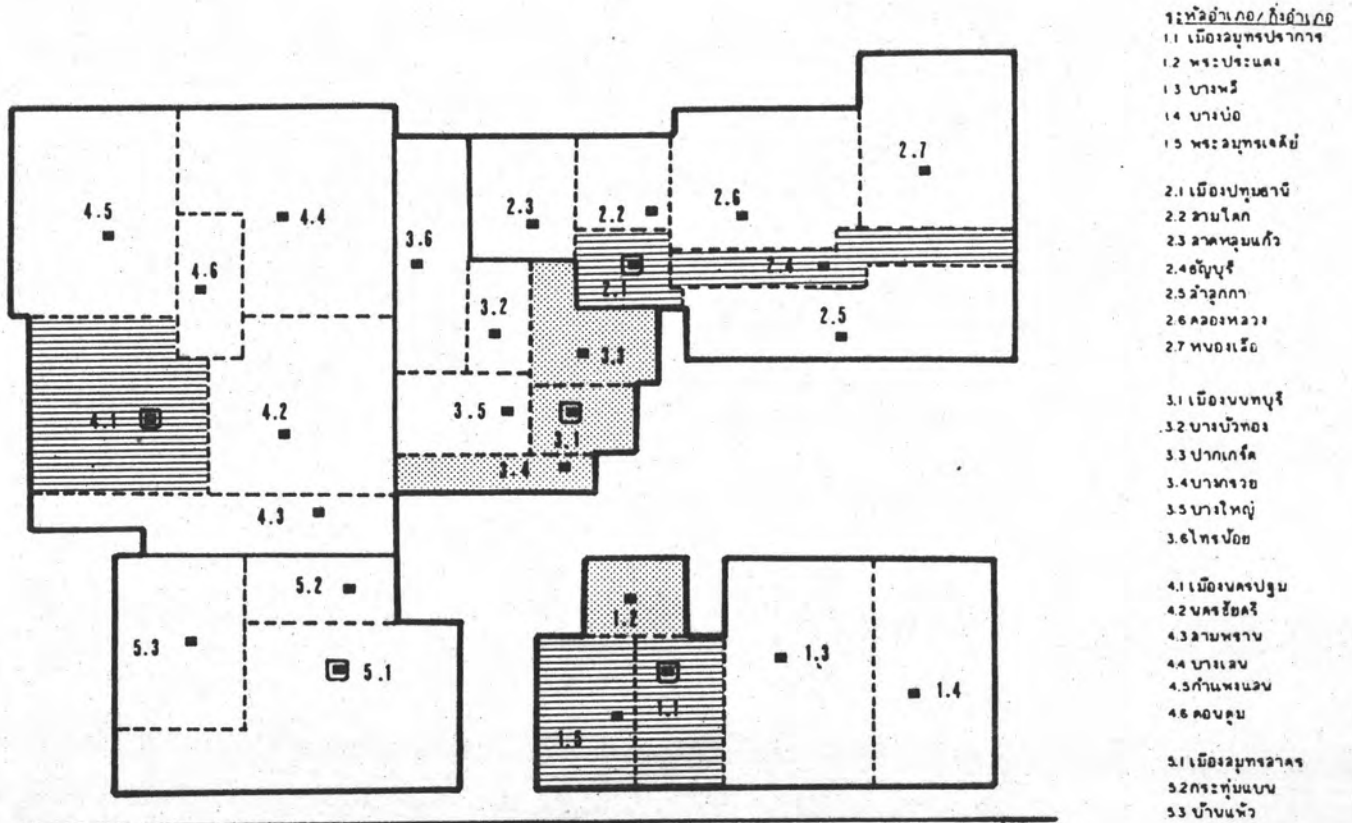 รหัสอำเภอ/กิ่งอำเภอ
1.1 เมืองสมุทรปราการ
1.2 พระประแดง
1.3 บางพลี
1.4 บางบ่อ
1.5 พระสมุทรเจดีย์
2.1 เมืองปทุมธานี
2.2 สามโคก
2.3 ลาดหลุมแก้ว
2.4 ธัญบุรี
2.5 ลำลูกกา
2.6 คลองหลวง
2.7 หนองเสือ
3.1 เมืองนนทบุรี
3.2 บางบัวทอง
3.3 ปากเกร็ด
3.4 บางกรวย
3.5 บางใหญ่
3.6 ไทรน้อย
4.1 เมืองนครปฐม
4.2 นครชัยศรี
4.3 สามพราน
4.4 บางเลน
4.5 กำแพงแสน
4.6 ดอนตูม
5.1 เมืองสมุทรสาคร
5.2 กระทุ่มแบน
5.3 บ้านแพ้ว
2.7
2.6
2.3
2.2
4.5
4.4
3.6
4.6
2.4
2.1
3.2
2.5
3.3
4.1
4.2
3.5
3.1
3.4
4.3
5.2
1.2
5.3
5.1
1.3
1.4
1.1
1.5